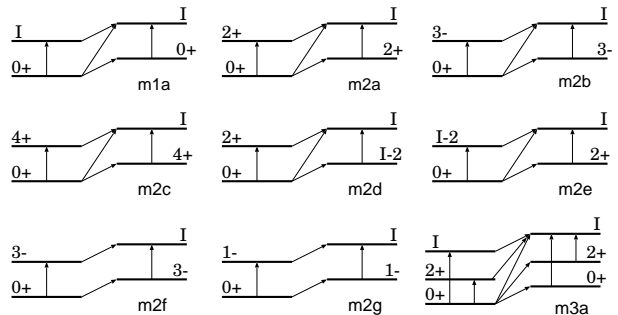 I
I
0+
0+
m1a
I
2+
2+
0+
m2a
I
3-
3-
0+
m2b
I
4+
4+
0+
m2c
I
2+
I-2
0+
m2d
I
I-2
2+
0+
m2e
I
3-
3-
0+
m2f
I
1-
1-
0+
m2g
I
I
2+
2+
0+
0+
m3a